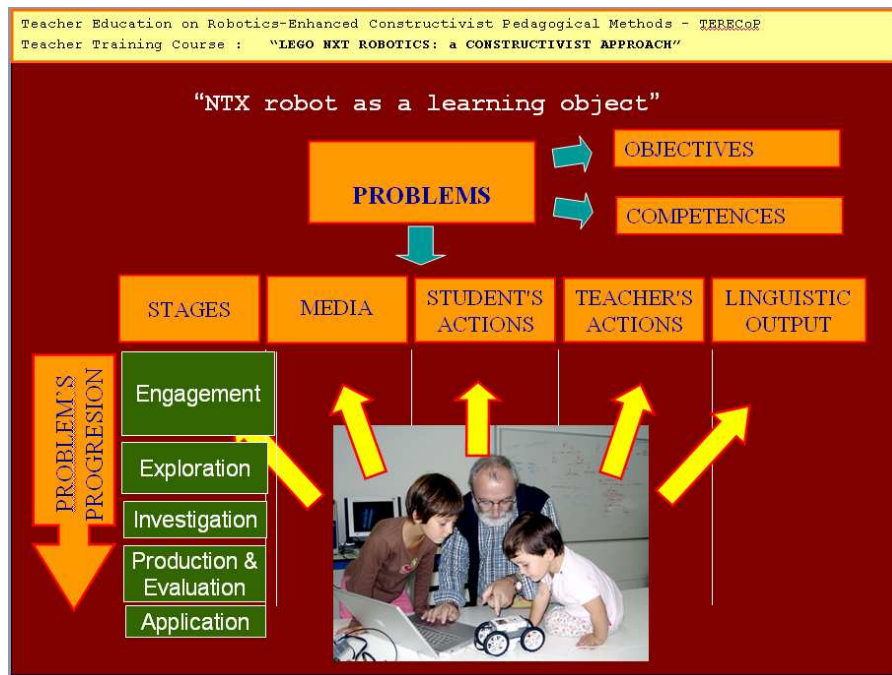 Teacher Education on Robotics-Enhanced Constructivist Pedagogical Methods - TERECoP
Teacher Training Course : “LEGO NXT ROBOTICS: a CONSTRUCTIVIST APPROACH”
“NTX robot as a learning object”
PROBLEMS
OBJECTIVES
COMPETENCES
STAGES
MEDIA
STUDENT'S
ACTIONS
TEACHER'S
ACTIONS
LINGUISTIC
OUTPUT
PROBLEM'S
PROGRESION
Engagement
Exploration
Investigation
Production &
Evaluation
Application